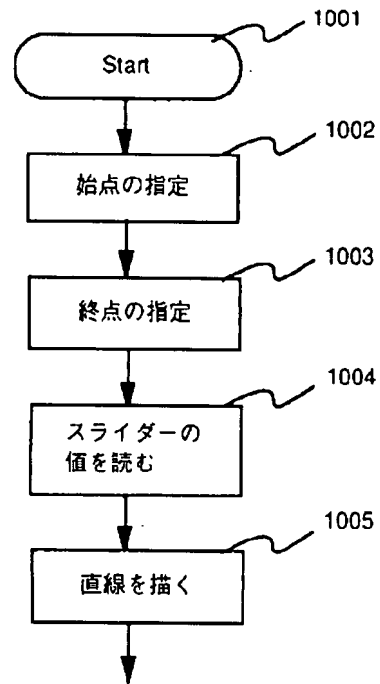 1001
Start
1002
始点の指定
1003
終点の指定
1004
スライダーの
値を読む
1005
直線を描く